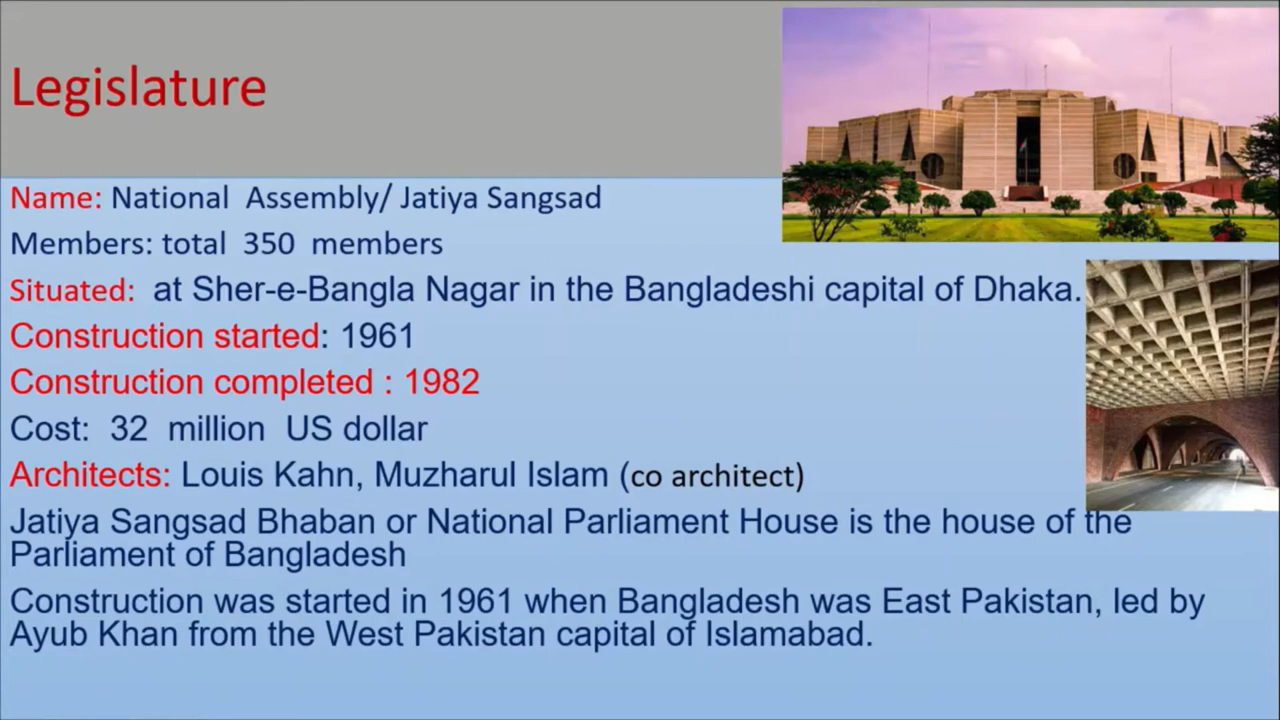 Legislature
Name: National Assembly/ Jatiya Sangsad
Members: total 350 members
Situated: at Sher-e-Bangla Nagar in the Bangladeshi capital of Dhaka.
Construction started: 1961
Construction completed : 1982
Cost: 32 million US dollar
Architects: Louis Kahn, Muzharul Islam (co architect)
Jatiya Sangsad Bhaban or National Parliament House is the house of the
Parliament of Bangladesh
Construction was started in 1961 when Bangladesh was East Pakistan, led by
Ayub Khan from the West Pakistan capital of Islamabad.